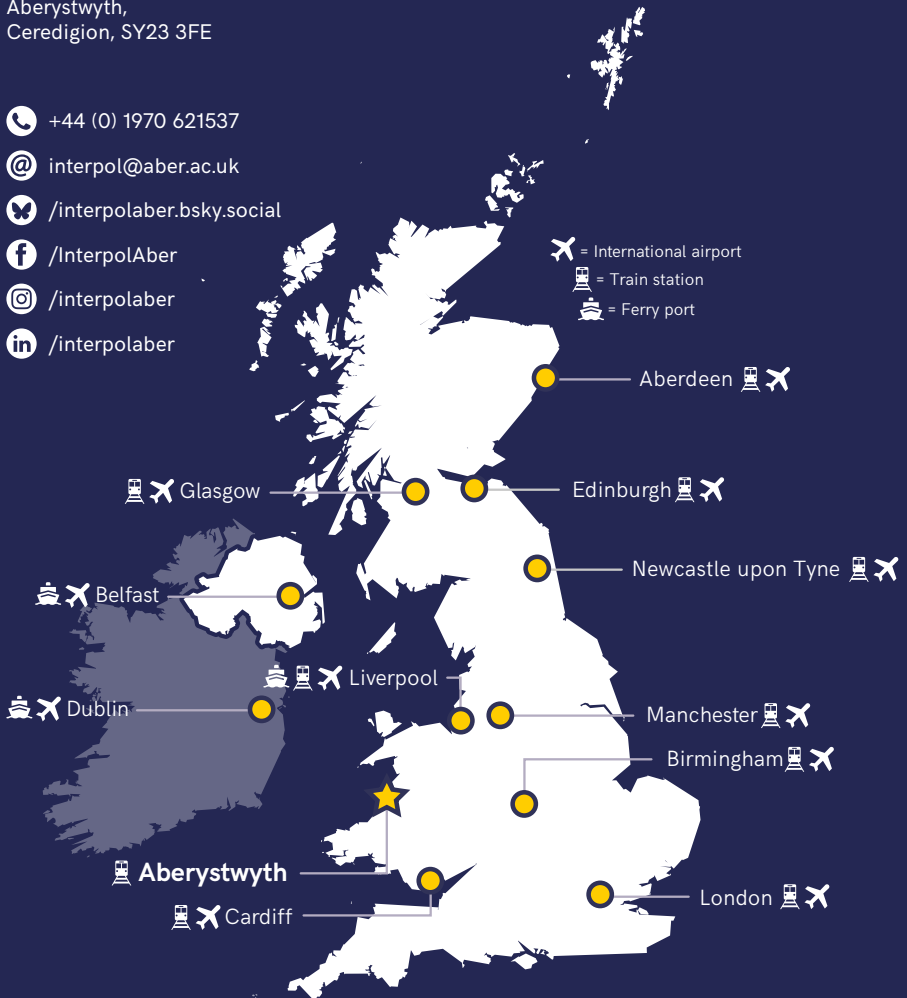 Aberystwyth,
Ceredigion, SY23 3FE
+44 (0) 1970 621537
interpol@aber.ac.uk
/interpolaber.bsky.social
/InterpolAber
/interpolaber
/interpolaber
= International airport
= Train station
= Ferry port
Aberdeen
Glasgow
Edinburgh
Newcastle upon Tyne
Belfast
Liverpool
Dublin
Manchester
Birmingham
Aberystwyth
London
Cardiff